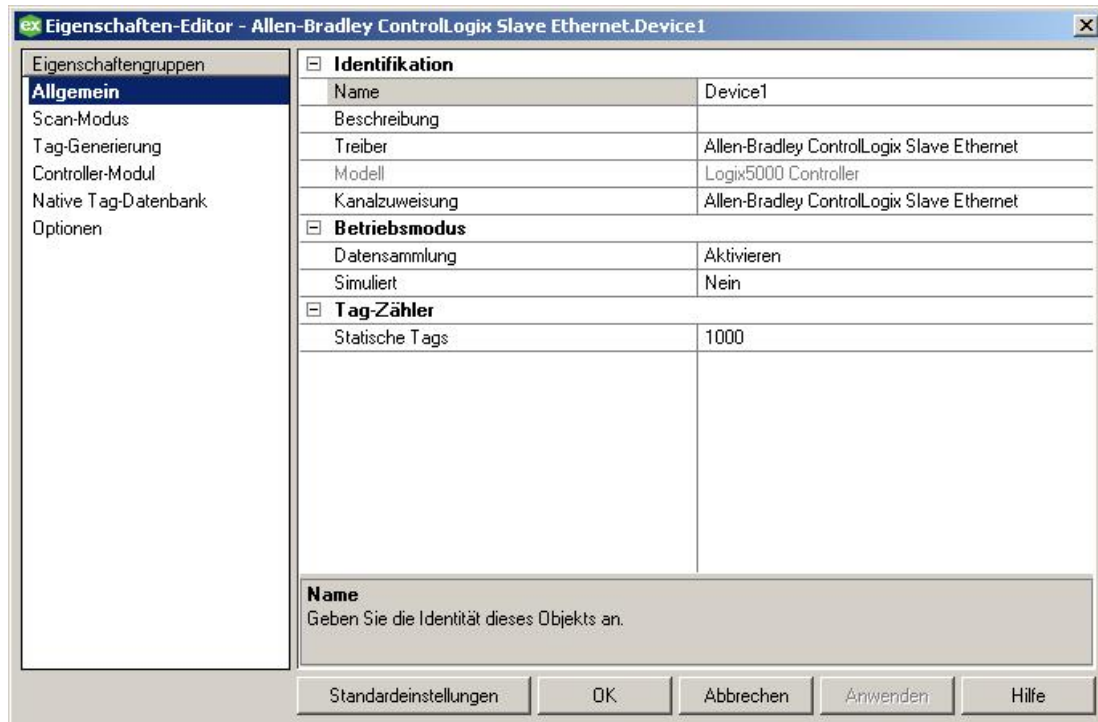 ex Eigenschaften-Editor - Allen-Bradley ControlLogix Slave Ethernet.Device1
Eigenschaftengruppen
Allgemein
Scan-Modus
Tag-Generierung
Controller-Modul
Native Tag-Datenbank
Optionen
Identifikation
Name Device1
Beschreibung
Treiber Allen-Bradley ControlLogix Slave Ethernet
Modell Logix5000 Controller
Kanalzuweisung Allen-Bradley ControlLogix Slave Ethernet
Betriebsmodus
Datensammlung Aktivieren
Simuliert Nein
Tag-Zähler
Statische Tags 1000
Name
Geben Sie die Identität dieses Objekts an.
Standardeinstellungen OK Abbrechen Anwenden Hilfe